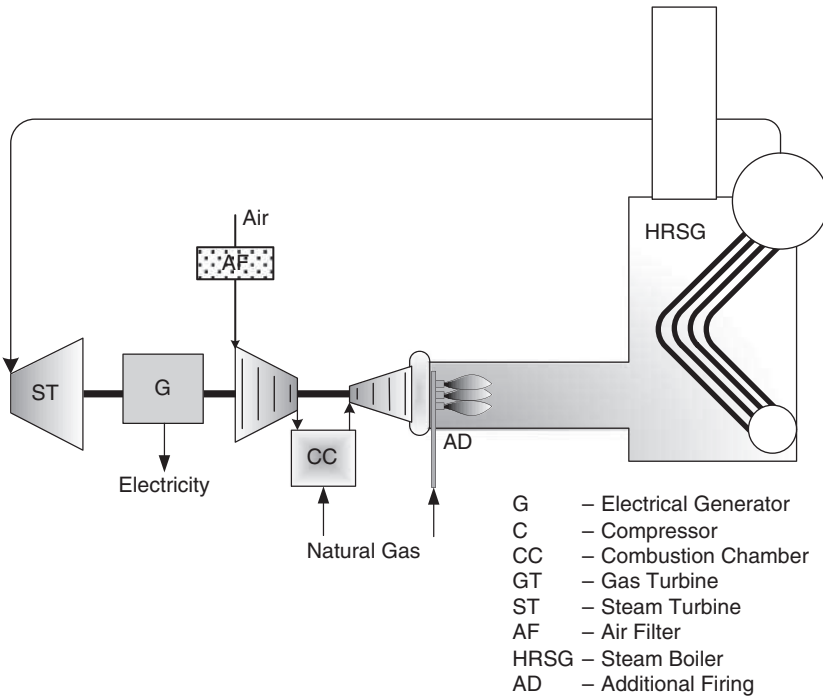 Air
AF
HRSG
ST
G
CC
AD
Electricity
Natural Gas
G – Electrical Generator
C – Compressor
CC – Combustion Chamber
GT – Gas Turbine
ST – Steam Turbine
AF – Air Filter
HRSG – Steam Boiler
AD – Additional Firing